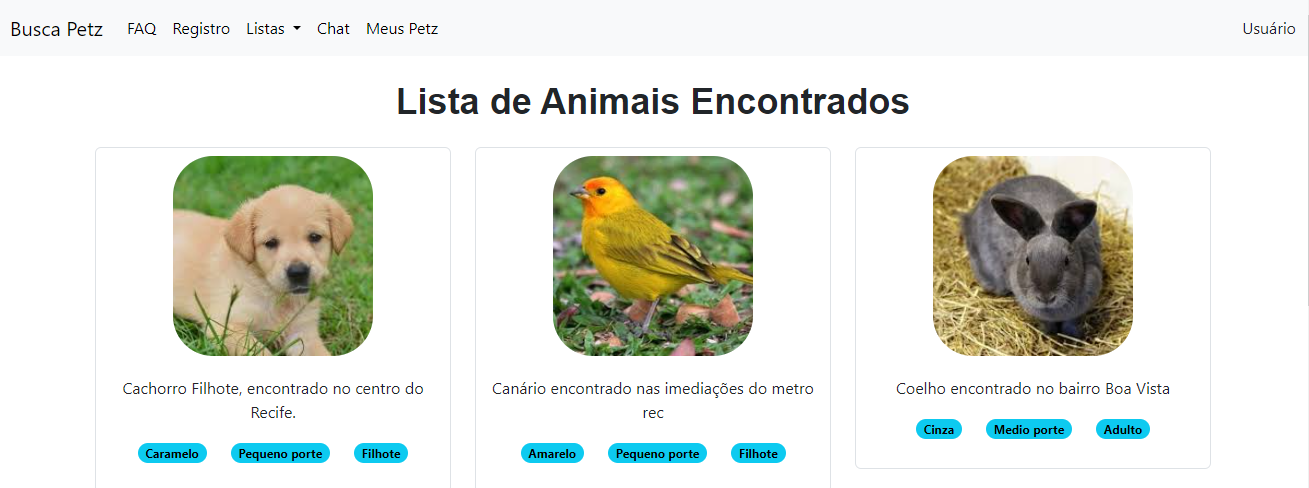 Busca Petz FAQ Registro Listas Chat Meus Petz Usuário
Lista de Animais Encontrados
Cachorro Filhote, encontrado no centro do
Recife.
Caramelo Pequeno porte Filhote
Canário encontrado nas imediações do metro
rec
Amarelo Pequeno porte Filhote
Coelho encontrado no bairro Boa Vista
Cinza Medio porte Adulto